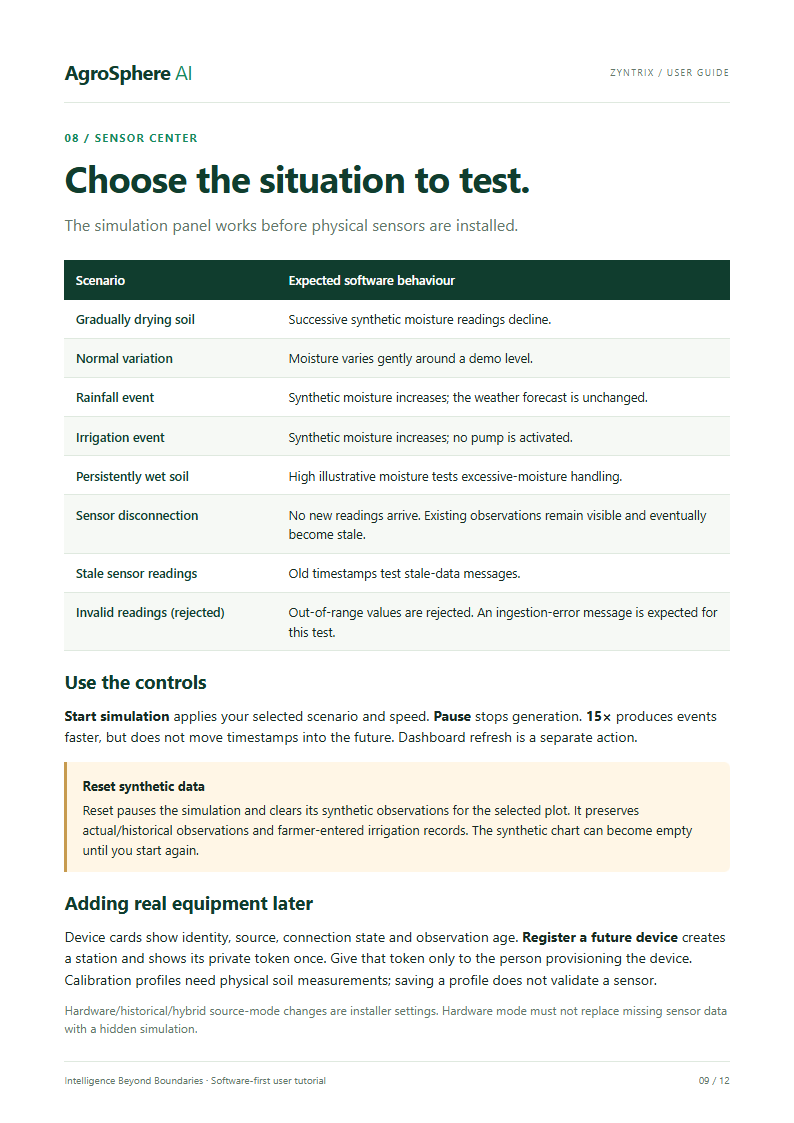 AgroSphere AI
ZYNTRIX / USER GUIDE
08 / SENSOR CENTER
Choose the situation to test.
The simulation panel works before physical sensors are installed.
Scenario Expected software behaviour
Gradually drying soil Successive synthetic moisture readings decline.
Normal variation Moisture varies gently around a demo level.
Rainfall event Synthetic moisture increases; the weather forecast is unchanged.
Irrigation event Synthetic moisture increases; no pump is activated.
Persistently wet soil High illustrative moisture tests excessive-moisture handling.
Sensor disconnection No new readings arrive. Existing observations remain visible and eventually
become stale.
Stale sensor readings Old timestamps test stale-data messages.
Invalid readings (rejected) Out-of-range values are rejected. An ingestion-error message is expected for
this test.
Use the controls
Start simulation applies your selected scenario and speed. Pause stops generation. 15× produces events
faster, but does not move timestamps into the future. Dashboard refresh is a separate action.
Reset synthetic data
Reset pauses the simulation and clears its synthetic observations for the selected plot. It preserves
actual/historical observations and farmer-entered irrigation records. The synthetic chart can become empty
until you start again.
Adding real equipment later
Device cards show identity, source, connection state and observation age. Register a future device creates
a station and shows its private token once. Give that token only to the person provisioning the device.
Calibration profiles need physical soil measurements; saving a profile does not validate a sensor.
Hardware/historical/hybrid source-mode changes are installer settings. Hardware mode must not replace missing sensor data
with a hidden simulation.
Intelligence Beyond Boundaries · Software-first user tutorial
09 / 12